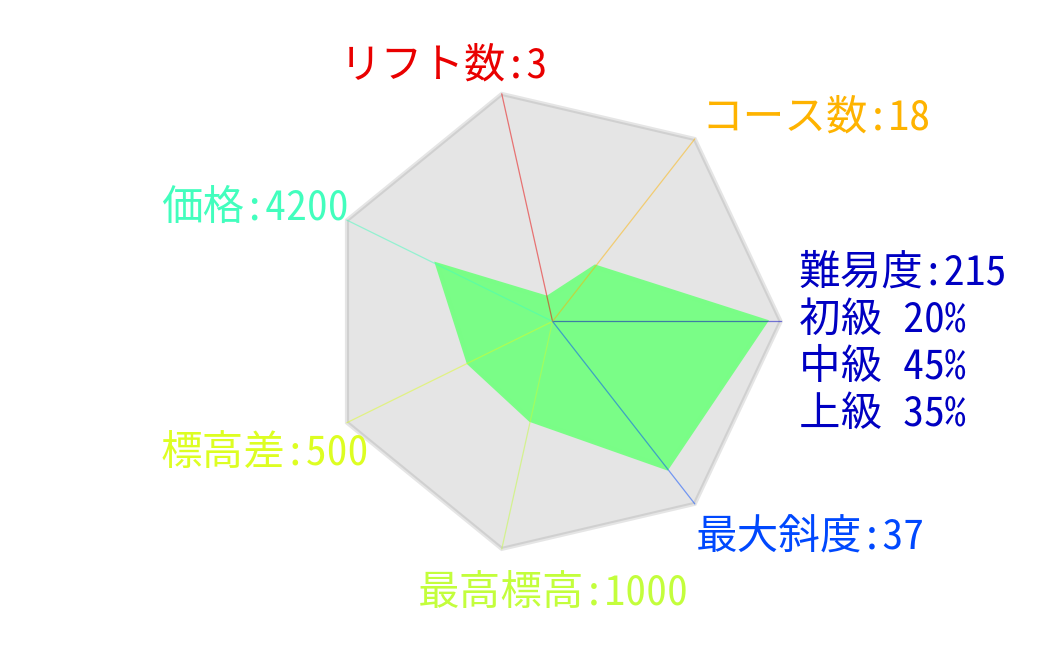 リフト数:3
コース数:18
価格:4200
難易度:215
初級 20%
中級 45%
上級 35%
標高差:500
最大斜度:37
最高標高:1000